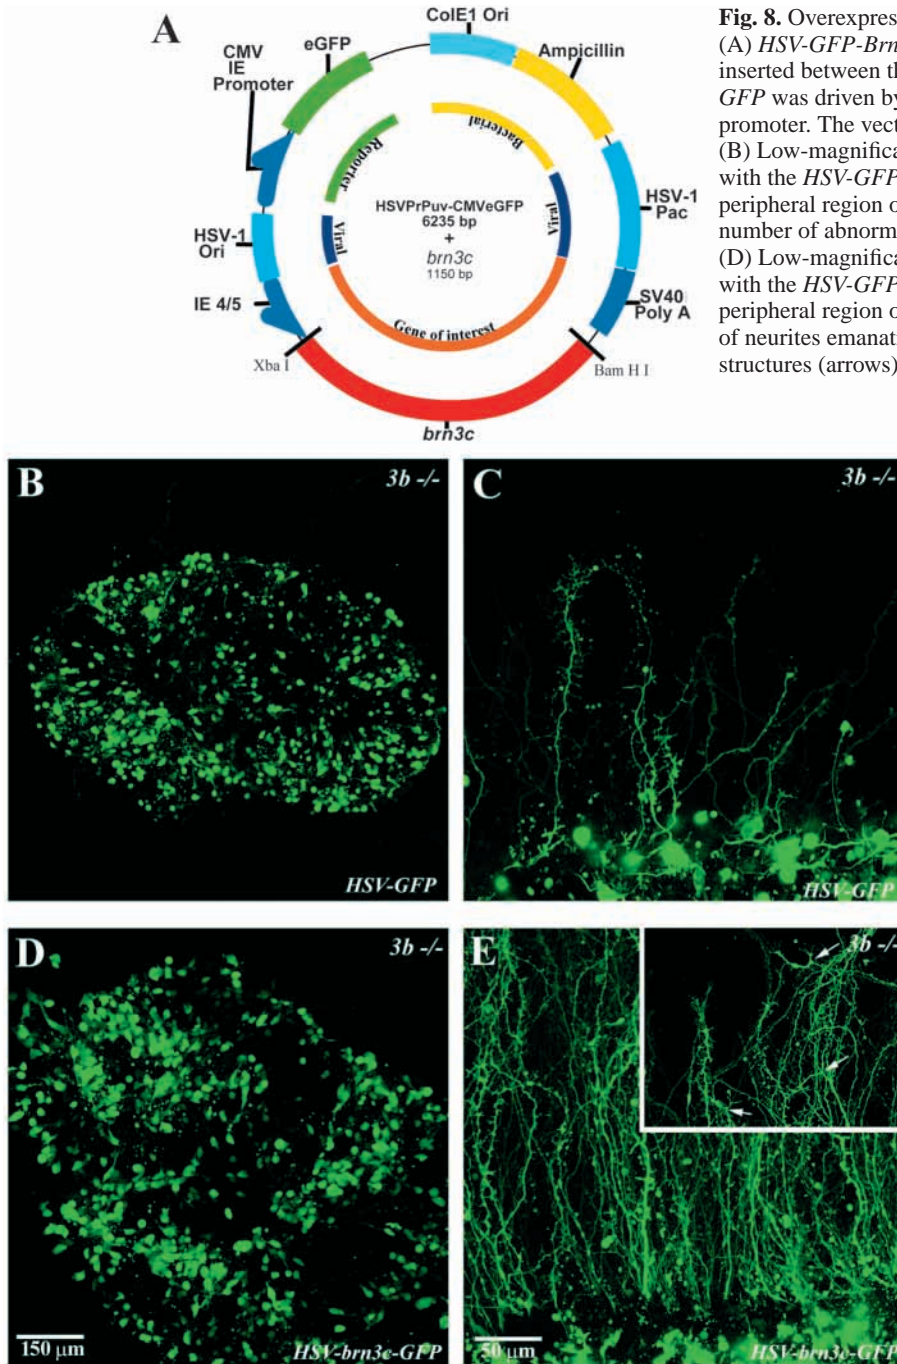 A
ColE1 Ori
eGFP
CMV
IE
Promoter
Ampicillin
Bacterial
Reporter
HSVPrPuv-CMVeGFP
6235 bp
+
brn3c
1150 bp
Viral
Viral
HSV-1
Pac
HSV-1
Ori
IE 4/5
SV40
Poly A
Gene of interest
Xba I
Bam H I
brn3c
Fig. 8. Overexpres
(A) HSV-GFP-Brn
inserted between th
GFP was driven by
promoter. The vect
(B) Low-magnifica
with the HSV-GFP
peripheral region o
number of abnorm
(D) Low-magnifica
with the HSV-GFP
peripheral region o
of neurites emanati
structures (arrows)
B
3b -/-
HSV-GFP
C
3b -/-
HSV-GFP
D
3b -/-
150 µm
HSV-brn3c-GFP
E
3b -/-
50 µm
HSV-brn3c-GFP